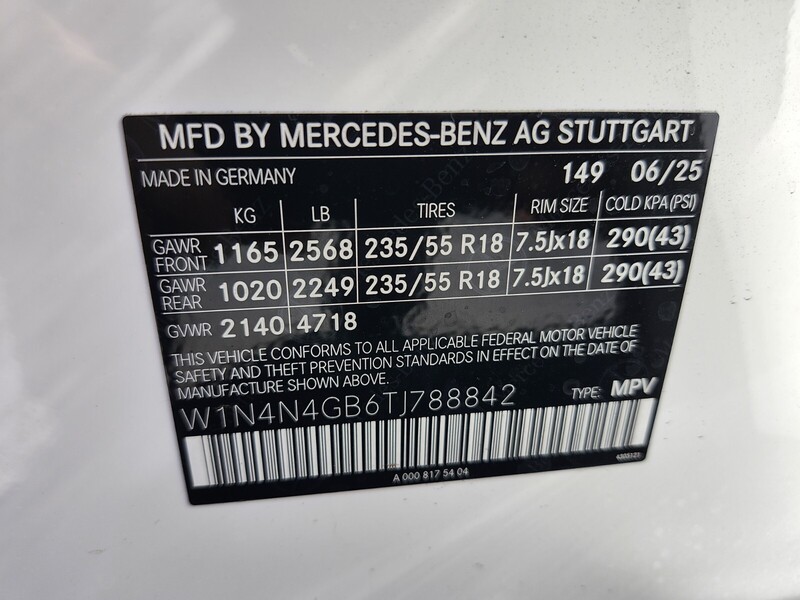 MFD BY MERCEDES-BENZ AG STUTTGART
MADE IN GERMANY 149 06/25
KG LB TIRES RIM SIZE COLD KPA(PSI)
GAWR FRONT 1165 2568 235/55 R18 7.5Jx18 290(43)
GAWR REAR 1020 2249 235/55 R18 7.5Jx18 290(43)
GVWR 2140 4718
THIS VEHICLE CONFORMS TO ALL APPLICABLE FEDERAL MOTOR VEHICLE
SAFETY AND THEFT PREVENTION STANDARDS IN EFFECT ON THE DATE OF
MANUFACTURE SHOWN ABOVE.
W1N4N4GB6TJ788842 TYPE: MPV
A 000 817 54 04